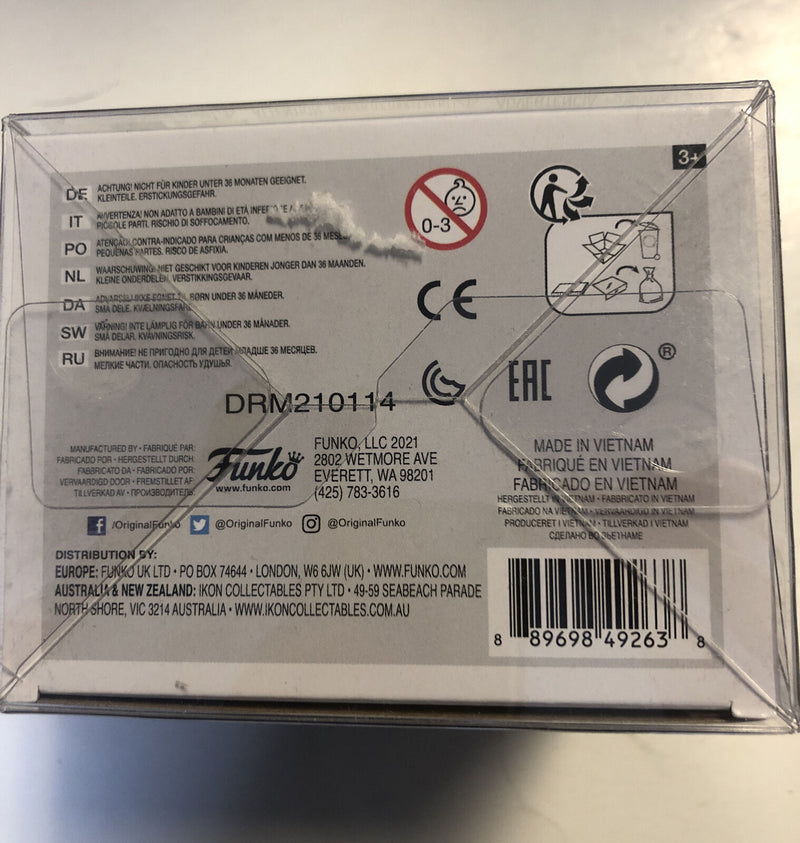 3+
DE ACHTUNG! NICHT FÜR KINDER UNTER 36 MONATEN GEEIGNET.
KLEINTEILE. ERSTICKUNGSGEFAHR.
IT AVVERTENZA! NON ADATTO A BAMBINI DI ETÀ
PICCOLE PARTI. RISCHIO DI SOFFOCAMENTO.
PO ATENÇÃO: CONTRA-INDICADO PARA CRIANÇAS COM MENOS DE 36
PEQUENAS PARTES. RISCO DE ASFIXIA.
NL WAARSCHUWING: NIET GESCHIKT VOOR KINDEREN JONGER DAN 36 MAANDEN.
KLEINE ONDERDELEN, VERSTIKKINGSGEVAAR.
DA ADVARSEL! IKKE EGNET TIL BØRN UNDER 36 MÅNEDER.
SMÅ DELE. KVÆLNINGSFARE.
SW VARNING! INTE LÄMPLIG FÖR BARN UNDER 36 MÅNADER.
SMÅ DELAR. KVÄVNINGSRISK.
RU ВНИМАНИЕ! НЕ ПРИГОДНО ДЛЯ ДЕТЕЙ МЛАДШЕ 36 МЕСЯЦЕВ.
МЕЛКИЕ ЧАСТИ. ОПАСНОСТЬ УДУШЬЯ.
0-3
CE
EAC
®
DRM210114
MANUFACTURED BY • FABRIQUÉ PAR:
FABRICADO POR • HERGESTELLT DURCH:
FABBRICATO DA • FABRICADO POR:
VERVAARDIGD DOOR • FREMSTILLET AF:
TILLVERKAD AV • ПРОИЗВОДИТЕЛЬ:
Funko
www.funko.com
FUNKO, LLC 2021
2802 WETMORE AVE
EVERETT, WA 98201
(425) 783-3616
MADE IN VIETNAM
FABRIQUÉ EN VIETNAM
FABRICADO EN VIETNAM
HERGESTELLT IN VIETNAM • FABBRICATO IN VIETNAM
FABRICADO NA VIETNAM • VERVAARDIGD IN VIETNAM
PRODUCERET I VIETNAM • TILLVERKAD I VIETNAM
СДЕЛАНО ВО ВЬЕТНАМЕ
/OriginalFunko @OriginalFunko @OriginalFunko
DISTRIBUTION BY:
EUROPE: FUNKO UK LTD • PO BOX 74644 • LONDON, W6 6JW (UK) • WWW.FUNKO.COM
AUSTRALIA & NEW ZEALAND: IKON COLLECTABLES PTY LTD • 49-59 SEABEACH PARADE
NORTH SHORE, VIC 3214 AUSTRALIA • WWW.IKONCOLLECTABLES.COM.AU
8 89698 49263 8